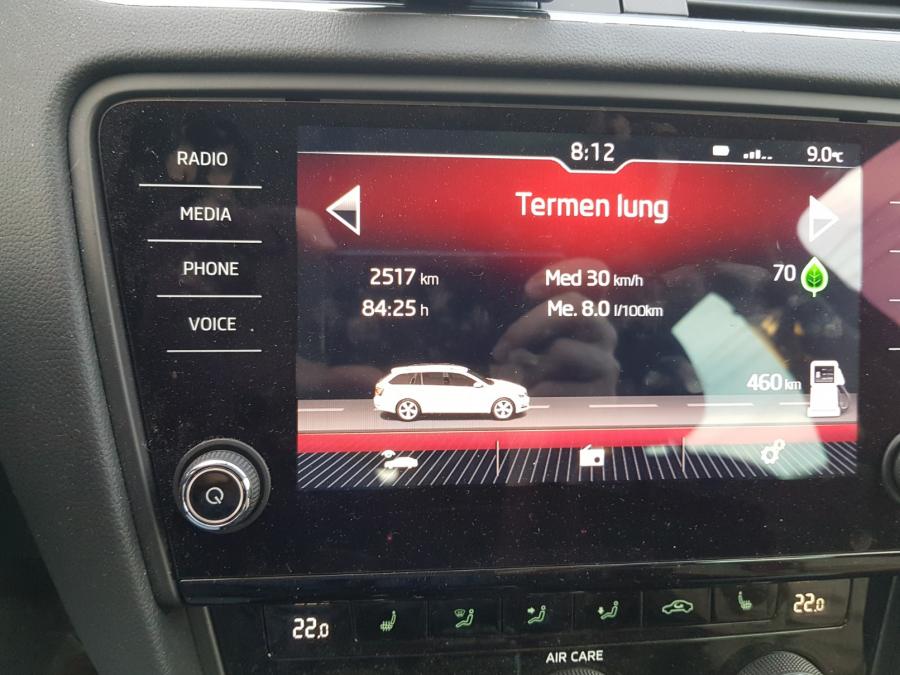 8:12
9.0°C
RADIO
MEDIA
PHONE
VOICE
Termen lung
2517 km
Med 30 km/h
70
84:25 h
Me. 8.0 l/100km
460 km
22.0
22.0
AIR CARE